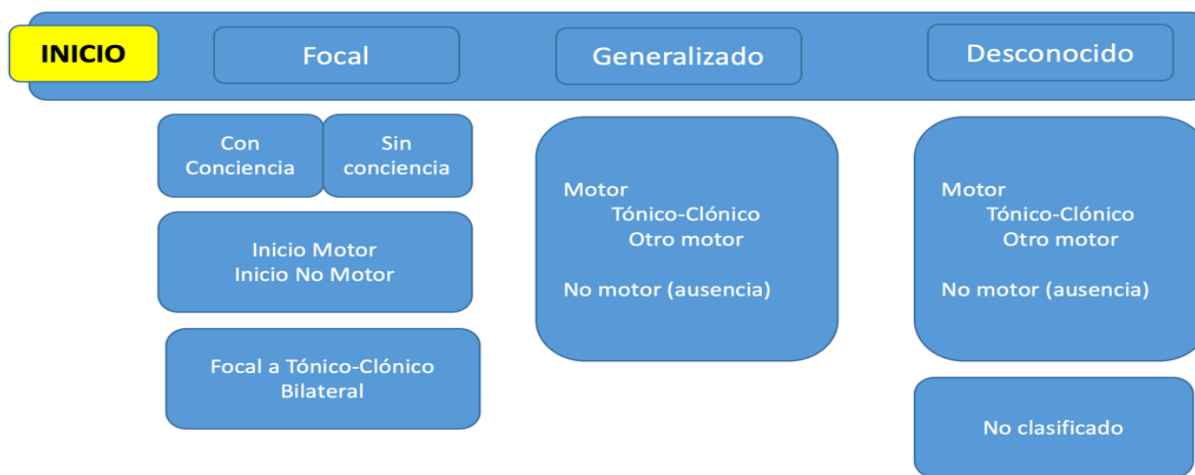 INICIO
Focal
Generalizado
Desconocido
Con
Conciencia
Sin
conciencia
Inicio Motor
Inicio No Motor
Focal a Tónico-Clónico
Bilateral
Motor
Tónico-Clónico
Otro motor
No motor (ausencia)
Motor
Tónico-Clónico
Otro motor
No motor (ausencia)
No clasificado